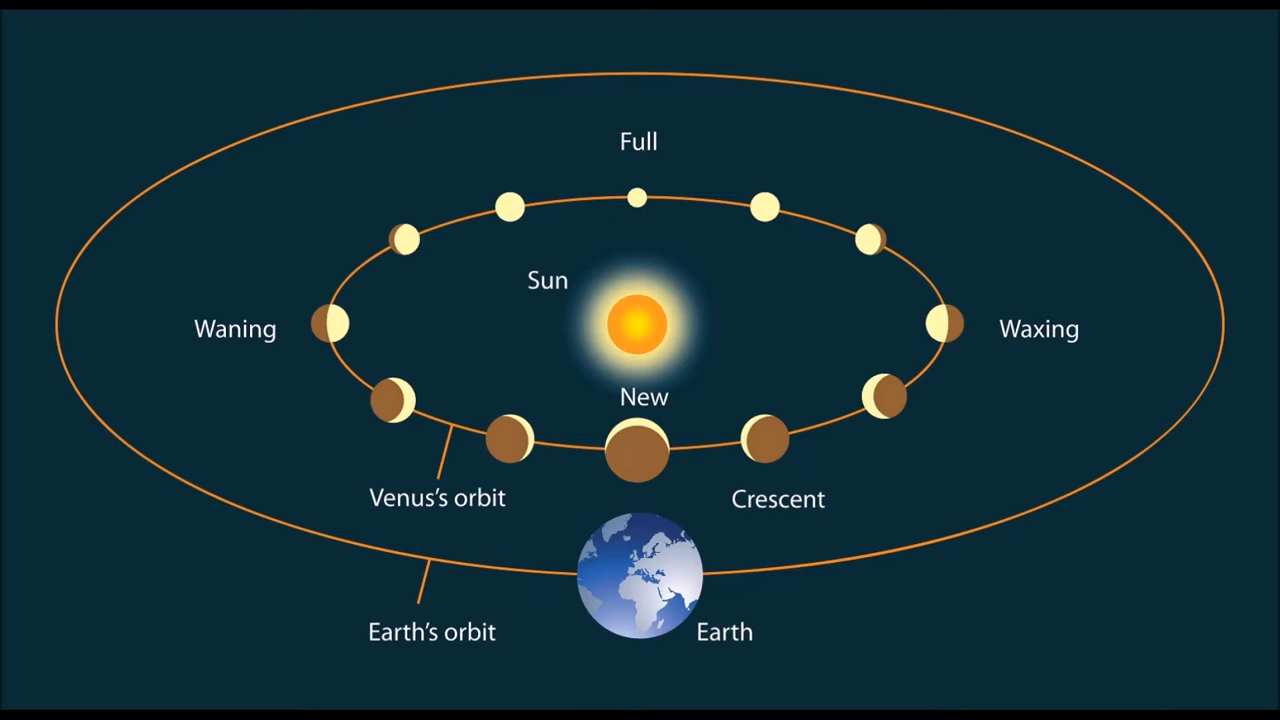 Full
Sun
Waning
Waxing
New
Venus’s orbit
Crescent
Earth’s orbit
Earth